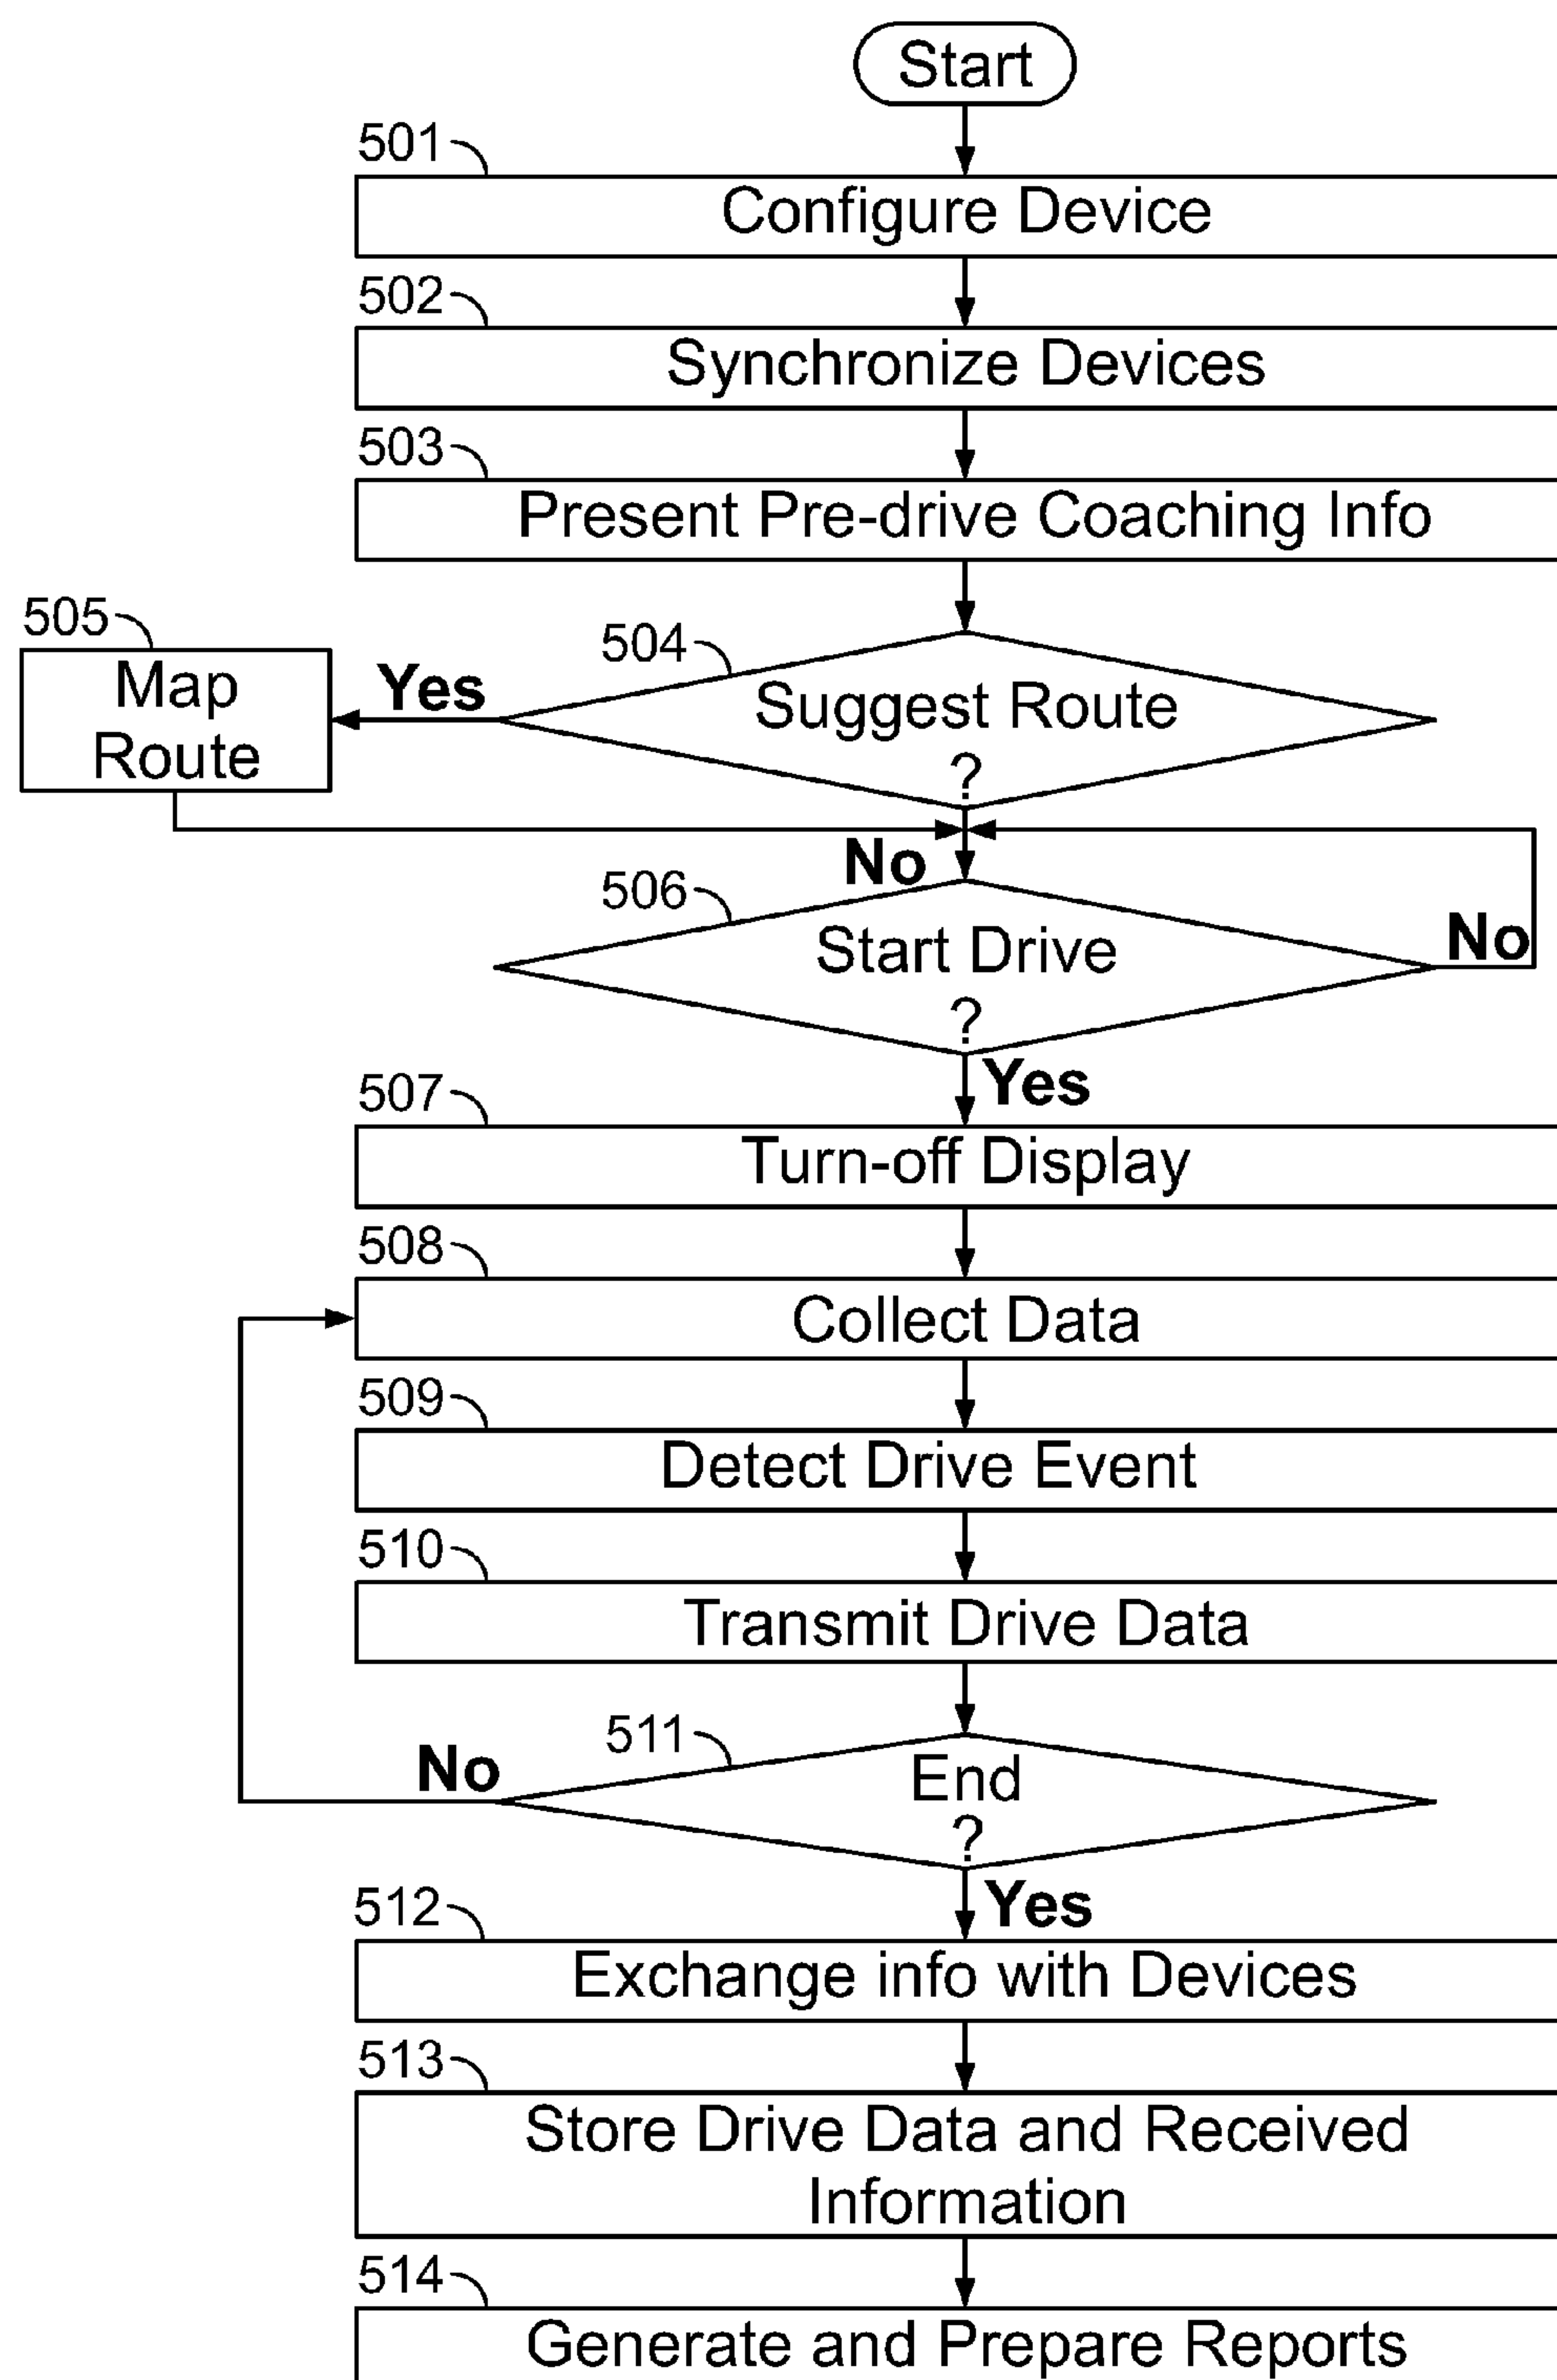 Start
501
Configure Device
502
Synchronize Devices
503
Present Pre-drive Coaching Info
504
Suggest Route
?
Yes
505
Map
Route
No
506
Start Drive
?
No
Yes
507
Turn-off Display
508
Collect Data
509
Detect Drive Event
510
Transmit Drive Data
511
End
?
No
Yes
512
Exchange info with Devices
513
Store Drive Data and Received
Information
514
Generate and Prepare Reports